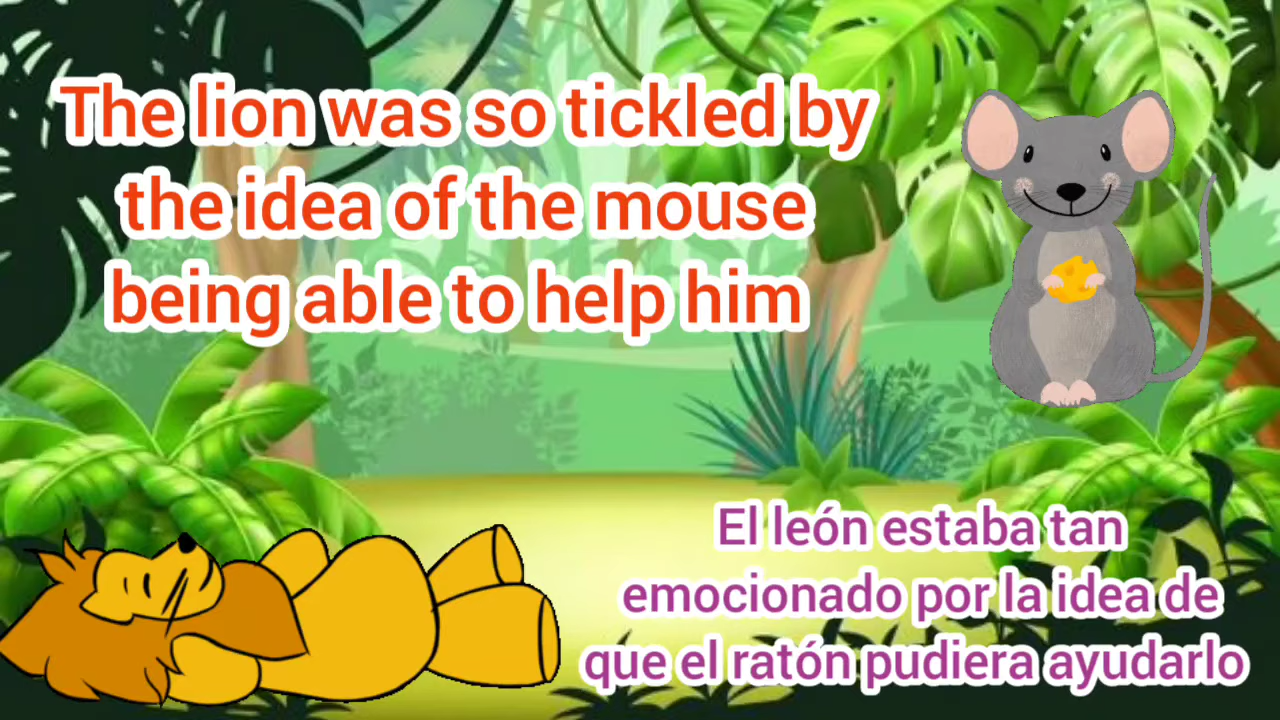 The lion was so tickled by
the idea of the mouse
being able to help him
El león estaba tan
emocionado por la idea de
que el ratón pudiera ayudarlo